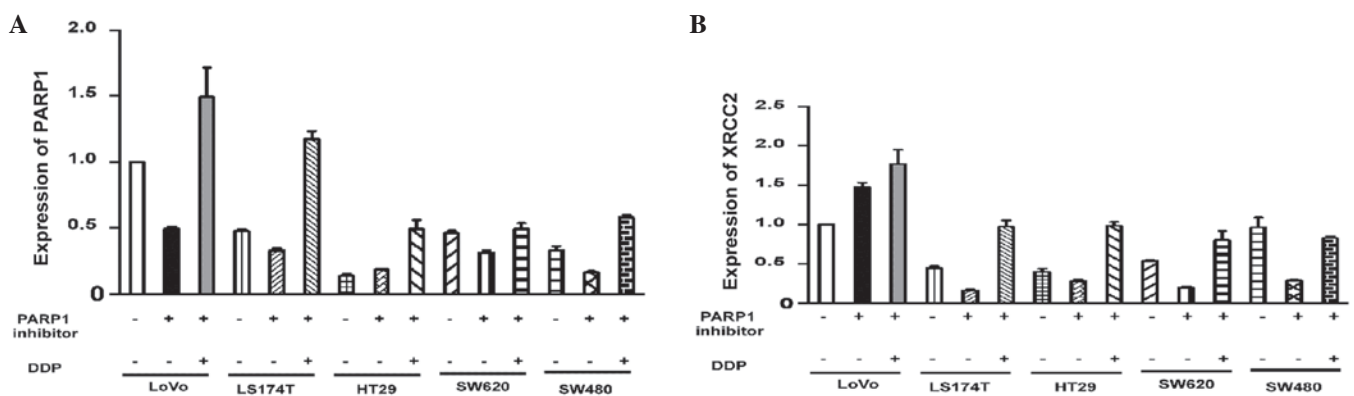 A
Expression of PARP1
2.0
1.5
1.0
0.5
0
PARP1 inhibitor - + + - + + - + + - + + - + +
DDP - - + - - + - - + - - + - - +
LoVo LS174T HT29 SW620 SW480
B
Expression of XRCC2
2.5
2.0
1.5
1.0
0.5
0
PARP1 inhibitor - + + - + + - + + - + + - + +
DDP - - + - - + - - + - - + - - +
LoVo LS174T HT29 SW620 SW480